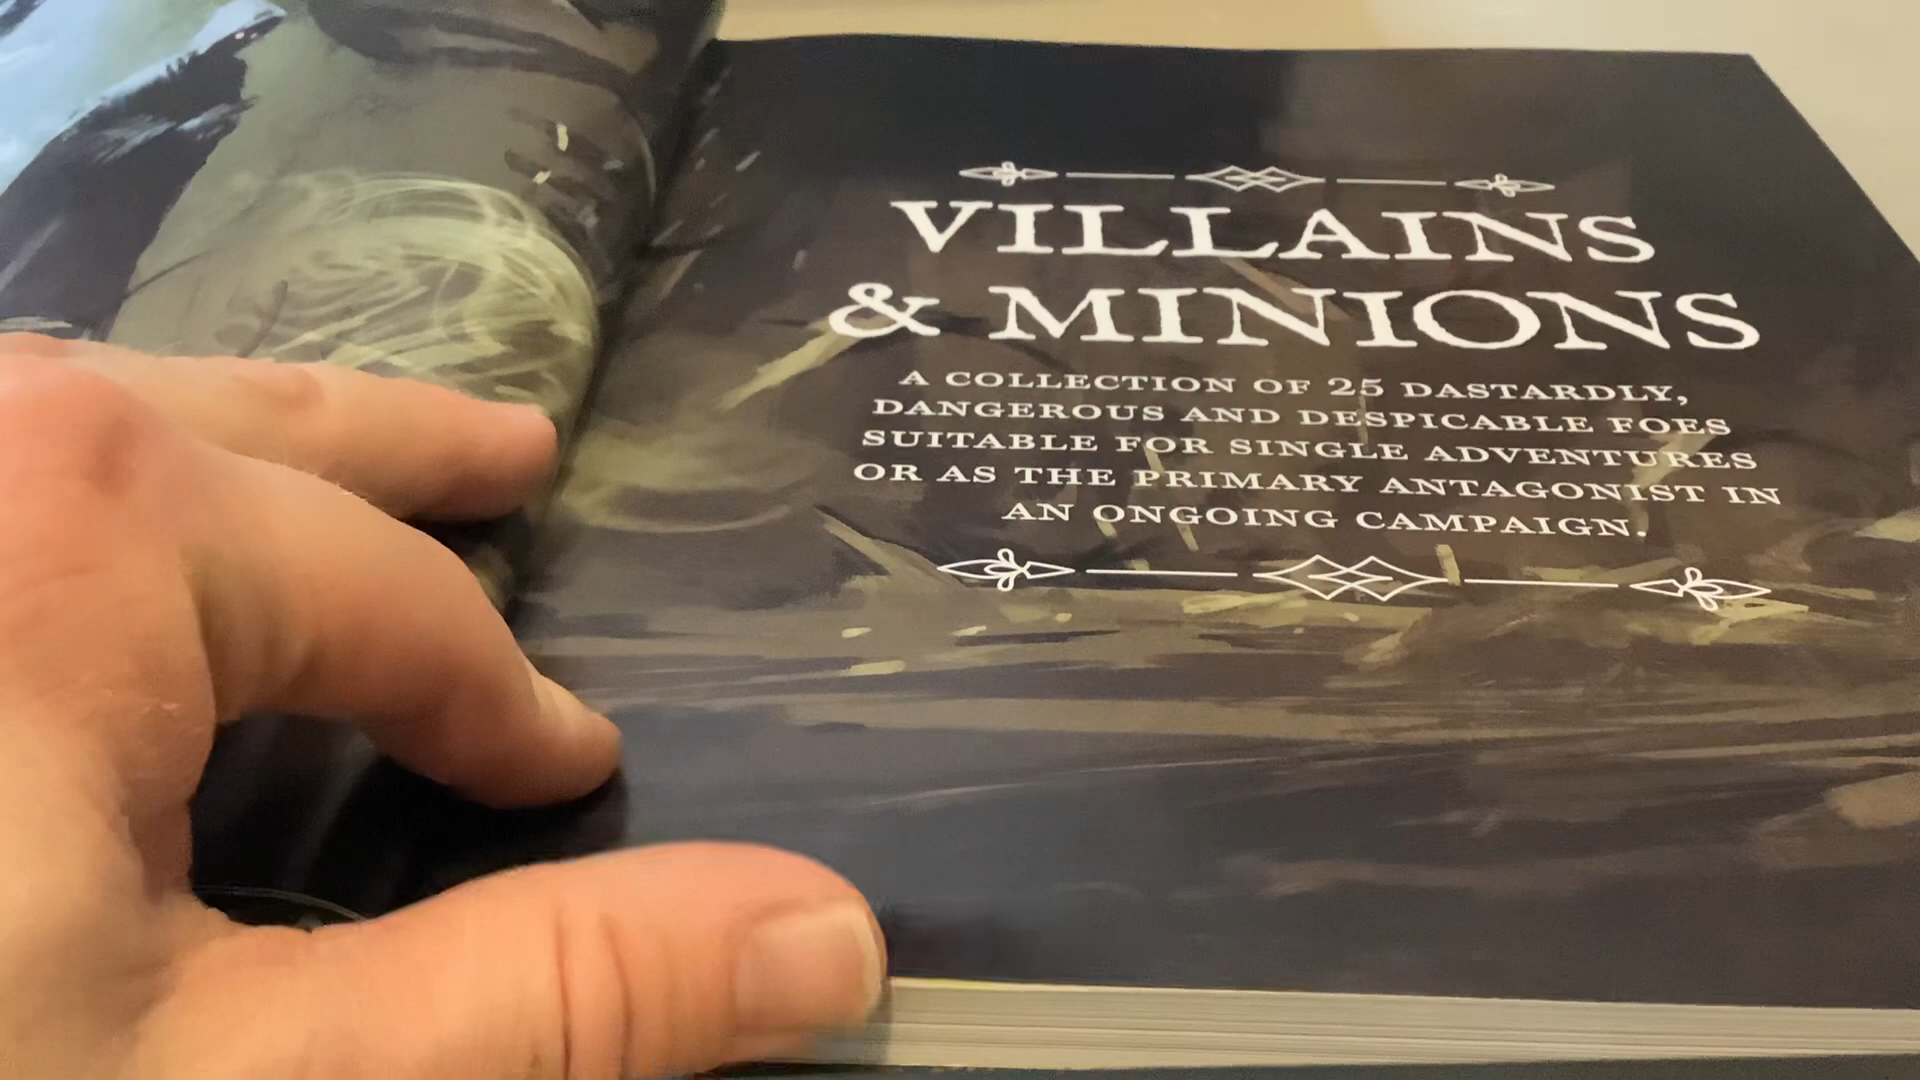 VILLAINS
& MINIONS
A COLLECTION OF 25 DASTARDLY,
DANGEROUS AND DESPICABLE FOES
SUITABLE FOR SINGLE ADVENTURES
OR AS THE PRIMARY ANTAGONIST IN
AN ONGOING CAMPAIGN.